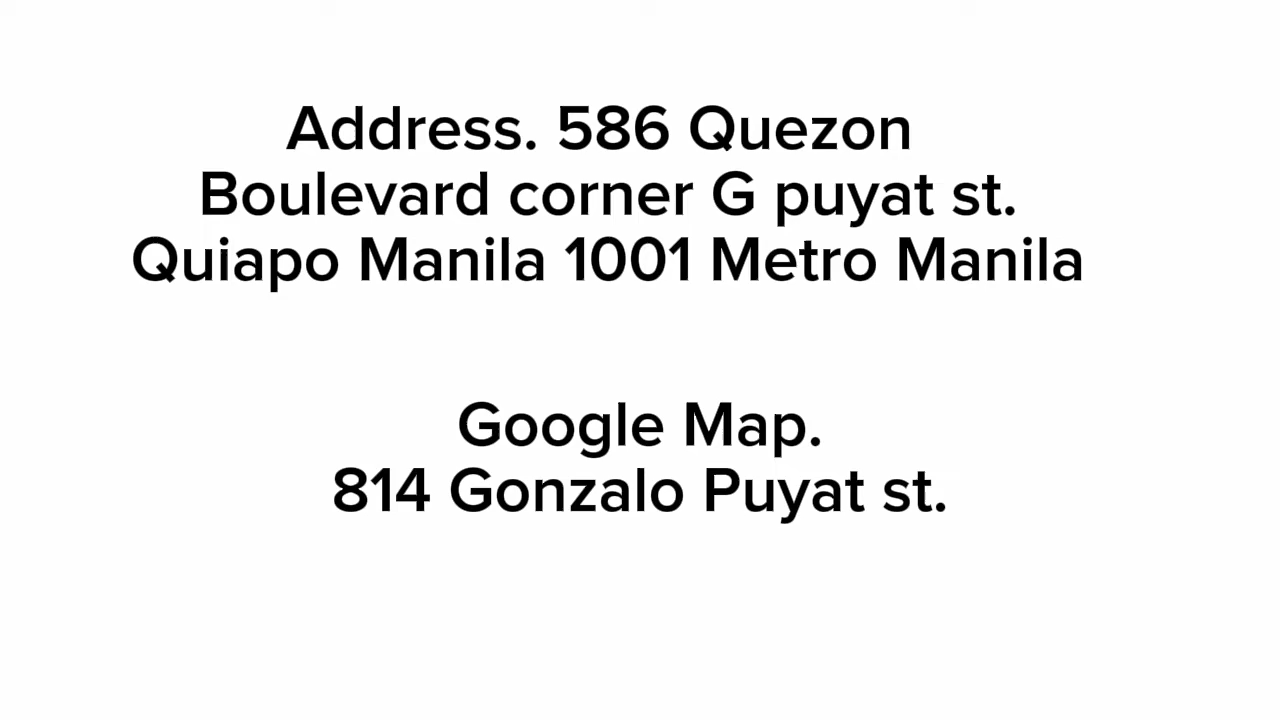 Address. 586 Quezon
Boulevard corner G puyat st.
Quiapo Manila 1001 Metro Manila
Google Map.
814 Gonzalo Puyat st.